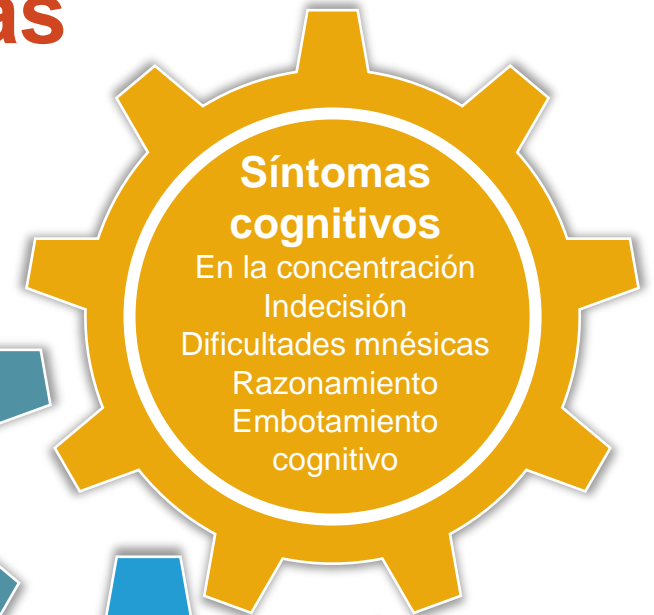 as
Síntomas
cognitivos
En la concentración
Indecisión
Dificultades mnésicas
Razonamiento
Embotamiento
cognitivo